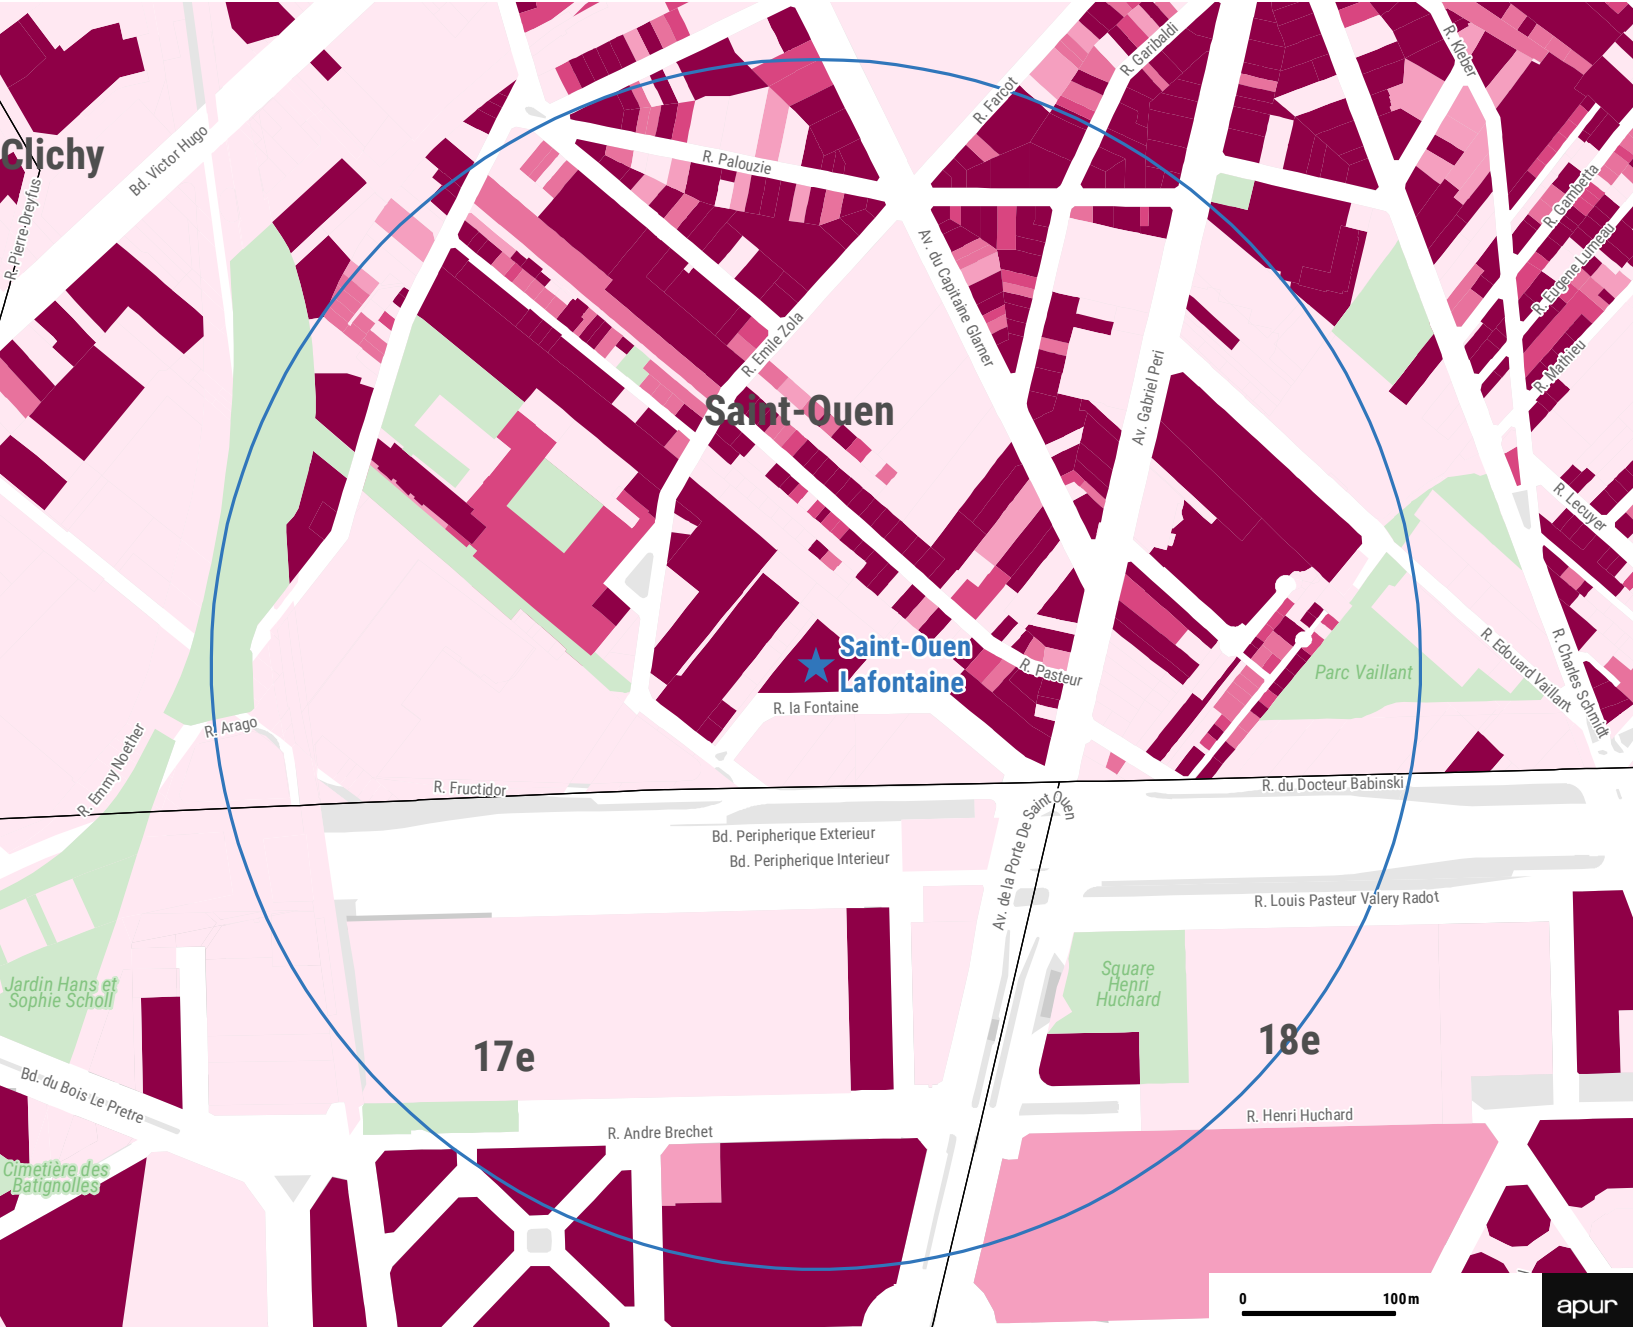 R. Kleber
R. Garibaldi
R. Farcot
Clichy
Bd. Victor Hugo
R. Palouzie
R. Pierre-Dreyfus
R. Gambetta
R. Eugene Lumeau
Av. du Capitaine Glarner
R. Emile Zola
R. Mathieu
Av. Gabriel Peri
Saint-Ouen
R. Lecuyer
Saint-Ouen
Lafontaine
R. Pasteur
Parc Vaillant
R. Edouard Vaillant
R. Charles Schmidt
R. la Fontaine
R. Arago
R. Emmy Noether
R. Fructidor
R. du Docteur Babinski
Av. de la Porte De Saint Ouen
Bd. Peripherique Exterieur
Bd. Peripherique Interieur
R. Louis Pasteur Valery Radot
Jardin Hans et
Sophie Scholl
Square
Henri
Huchard
17e
18e
Bd. du Bois Le Pretre
R. Henri Huchard
R. Andre Brechet
Cimetière des
Batignolles
0 100m
apur